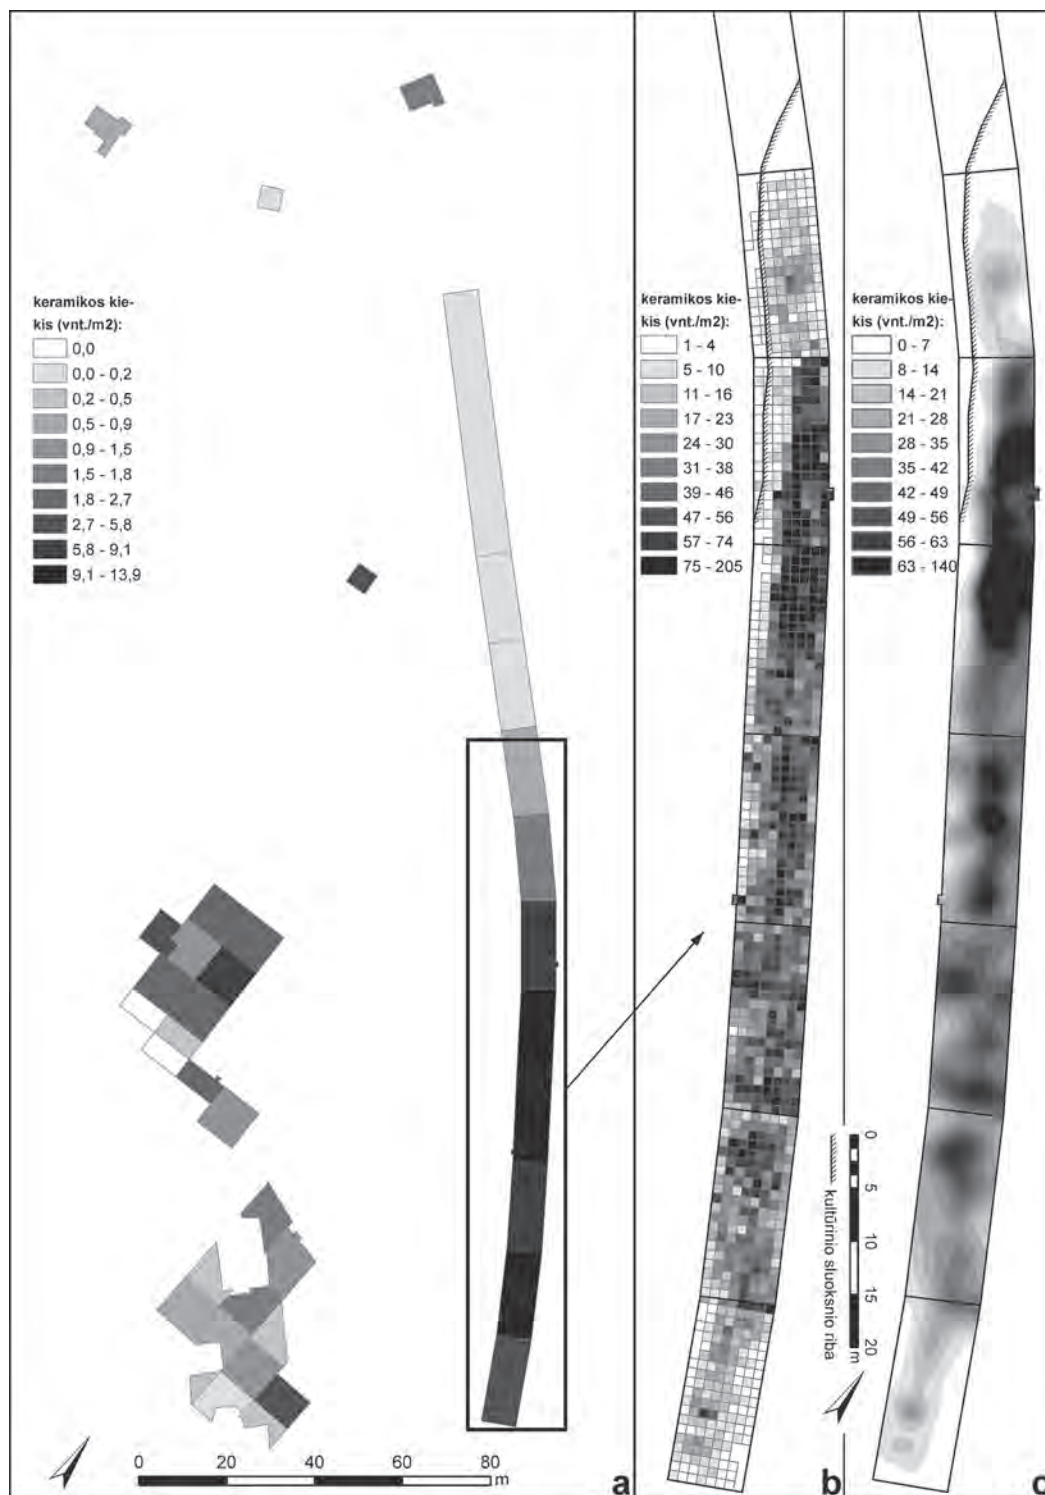 keramikos kie-
kis (vnt./m2):
0,0
0,0 - 0,2
0,2 - 0,5
0,5 - 0,9
0,9 - 1,5
1,5 - 1,8
1,8 - 2,7
2,7 - 5,8
5,8 - 9,1
9,1 - 13,9
0 20 40 60 80
m
a
keramikos kie-
kis (vnt./m2):
1 - 4
5 - 10
11 - 16
17 - 23
24 - 30
31 - 38
39 - 46
47 - 56
57 - 74
75 - 205
kultūrinio sluoksnio riba
b
keramikos kie-
kis (vnt./m2):
0 - 7
8 - 14
14 - 21
21 - 28
28 - 35
35 - 42
42 - 49
49 - 56
56 - 63
63 - 140
0 5 10 15 20
m
c